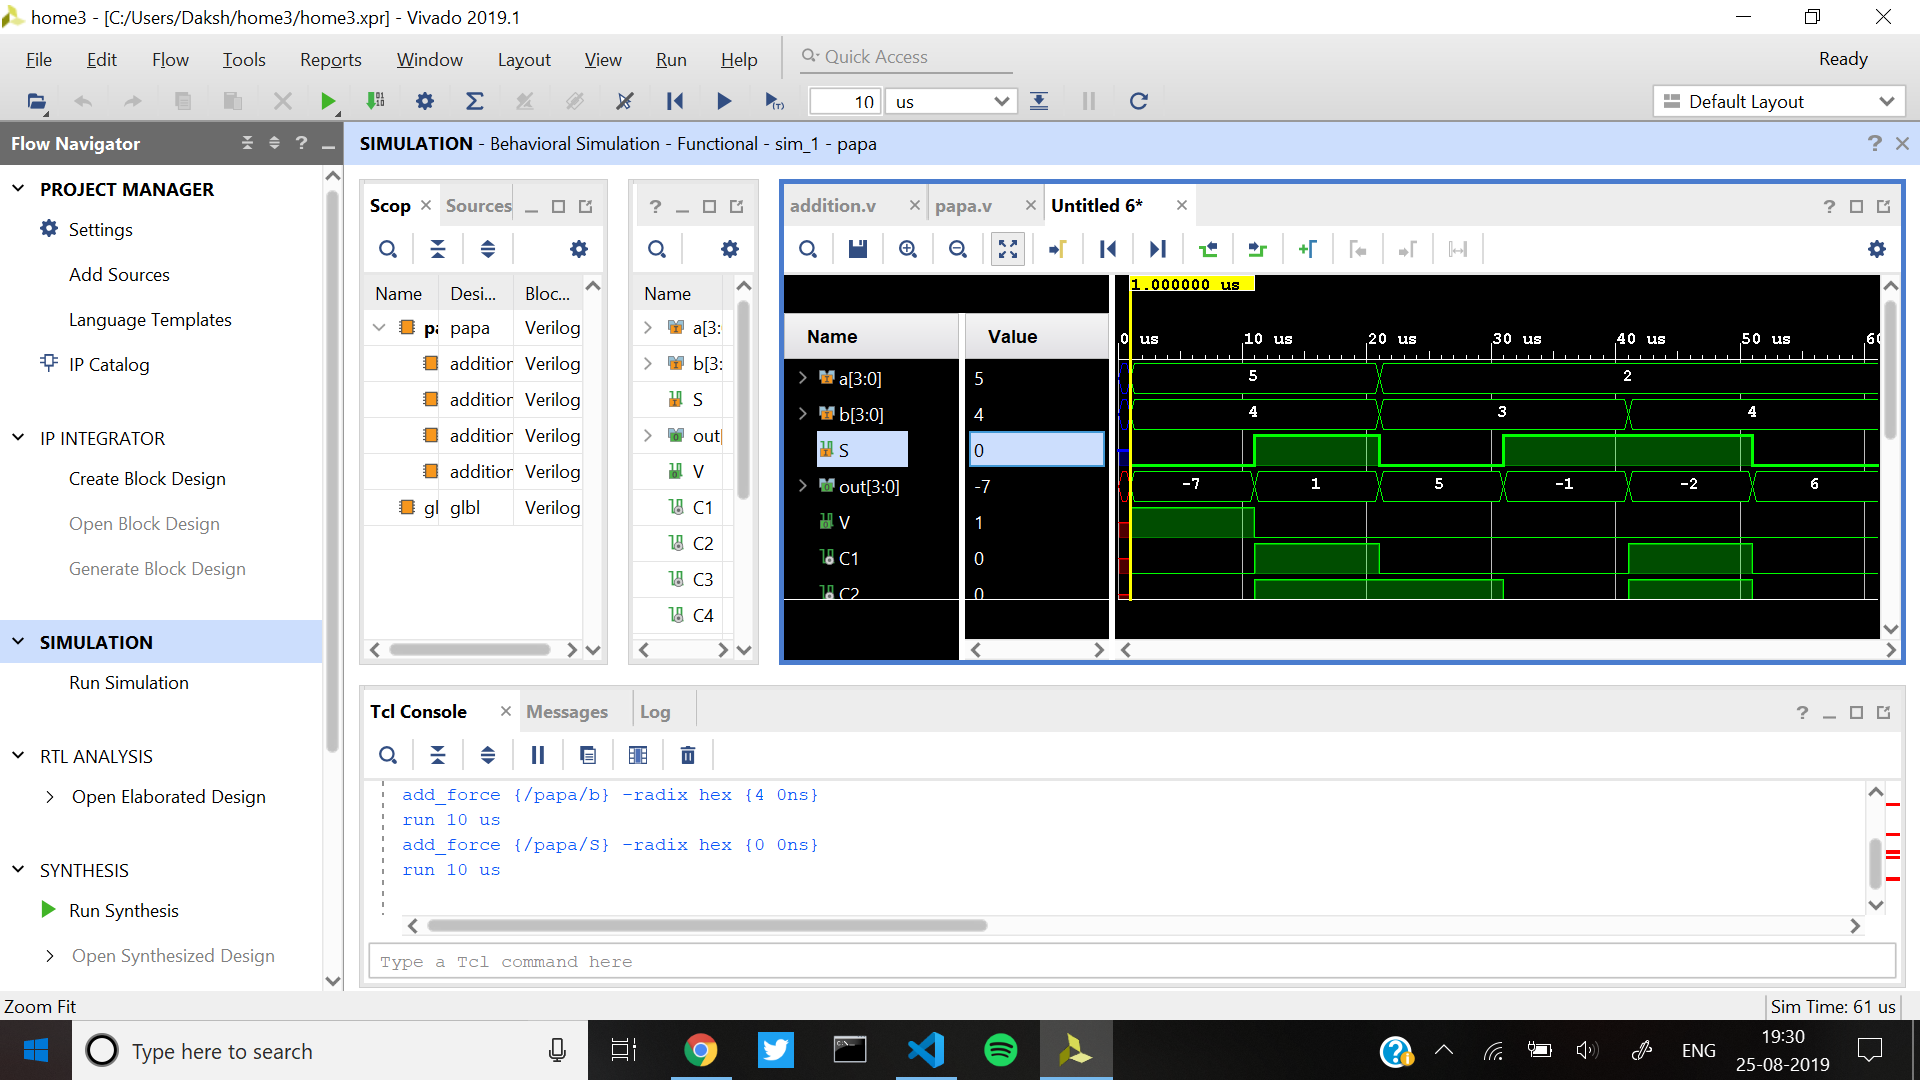 home3 - [C:/Users/Daksh/home3/home3.xpr] - Vivado 2019.1
File Edit Flow Tools Reports Window Layout View Run Help Quick Access Ready
10 us Default Layout
Flow Navigator
SIMULATION - Behavioral Simulation - Functional - sim_1 - papa
PROJECT MANAGER
Settings
Add Sources
Language Templates
IP Catalog
IP INTEGRATOR
Create Block Design
Open Block Design
Generate Block Design
SIMULATION
Run Simulation
RTL ANALYSIS
Open Elaborated Design
SYNTHESIS
Run Synthesis
Open Synthesized Design
Scop Sources
Name Desi... Bloc...
papa Verilog
addition Verilog
addition Verilog
addition Verilog
addition Verilog
gl glbl Verilog
Name
a[3:
b[3:
S
out[
V
C1
C2
C3
C4
addition.v papa.v Untitled 6*
1.000000 us
Name Value
0 us 10 us 20 us 30 us 40 us 50 us 60
a[3:0] 5 5 2
b[3:0] 4 4 3 4
S 0
out[3:0] -7 -7 1 5 -1 -2 6
V 1
C1 0
C2 0
Tcl Console Messages Log
add_force {/papa/b} -radix hex {4 0ns}
run 10 us
add_force {/papa/S} -radix hex {0 0ns}
run 10 us
Type a Tcl command here
Zoom Fit Sim Time: 61 us
Type here to search
ENG
19:30
25-08-2019